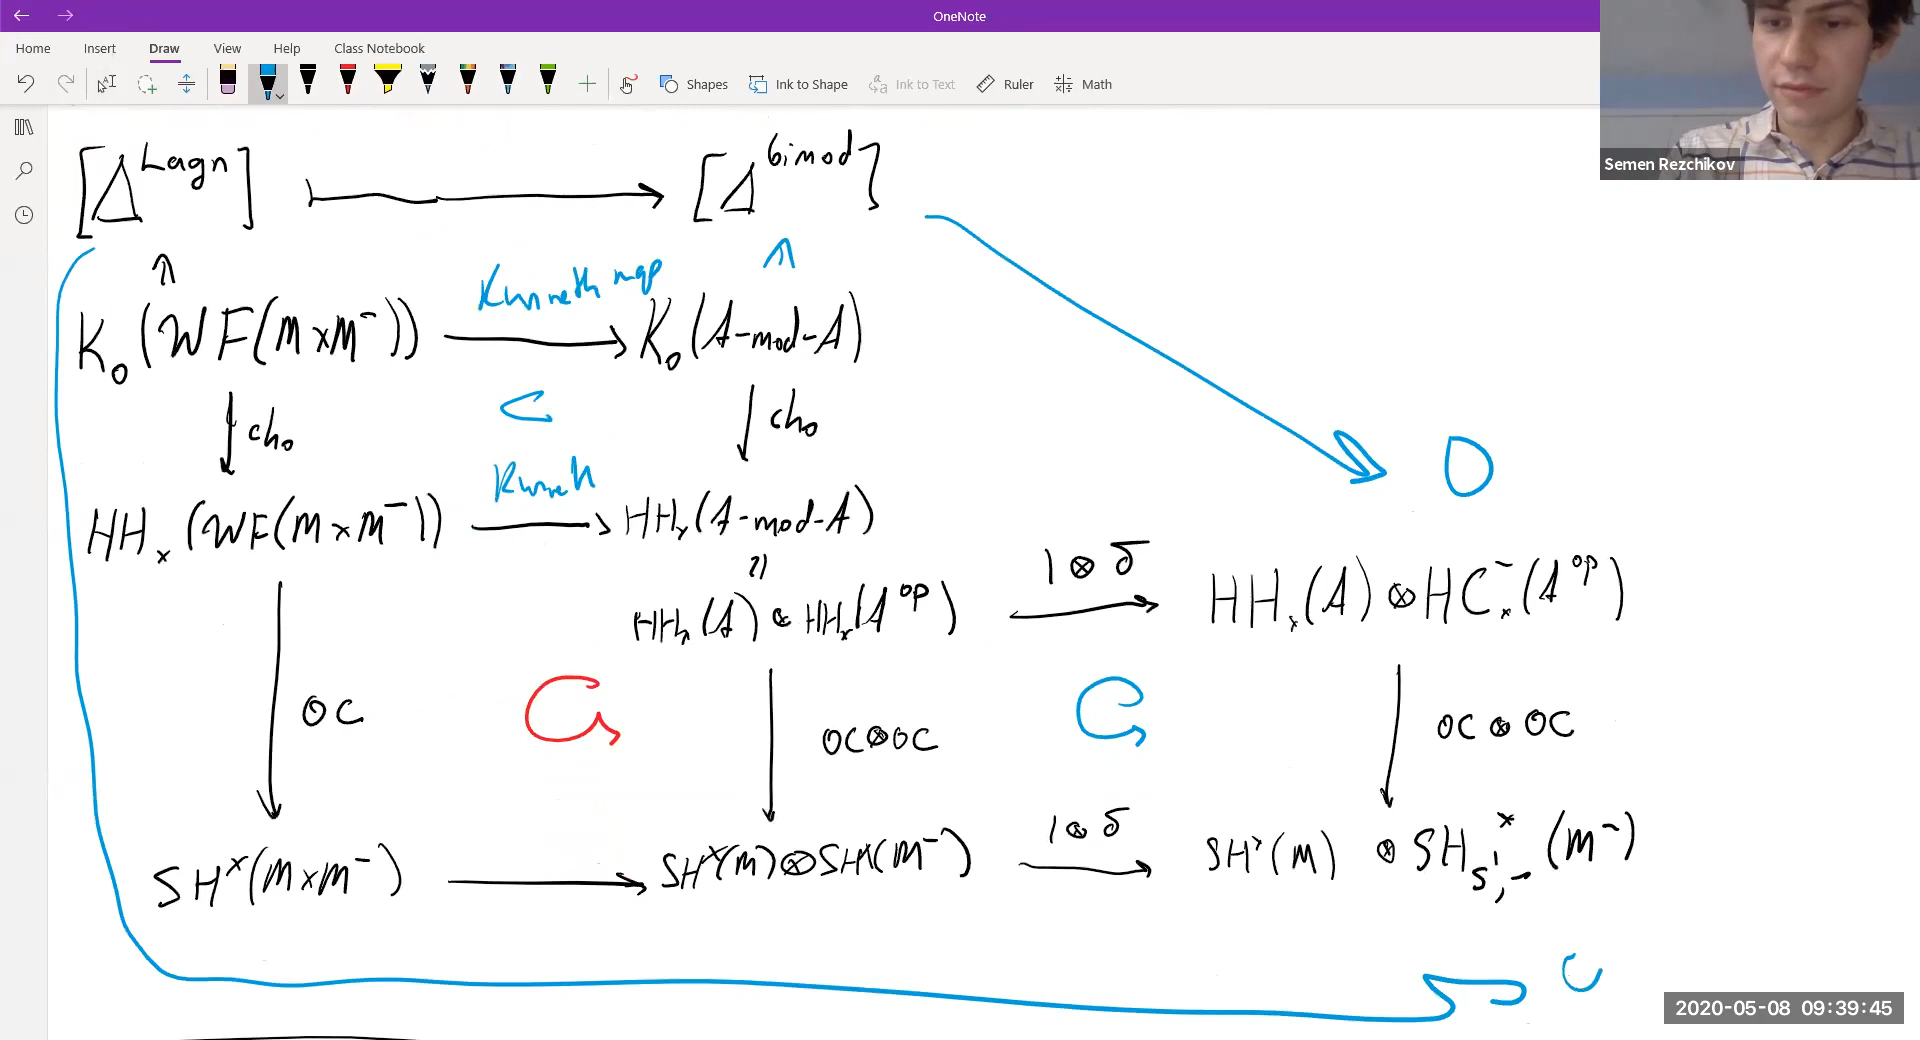 OneNote
Home Insert Draw View Help Class Notebook
Shapes Ink to Shape Ink to Text Ruler Math
Semen Rezchikov
[Δ^Lagn] ↦ [Δ^bimod]
∩ ∩
K₀(WF(M×M⁻)) Kunneth map → K₀(A-mod-A)
↓ ch₀ ↓ ch₀ 0
HH_*(WF(M×M⁻)) Kunneth → HH_*(A-mod-A)
HH_*(A)⊗HH_*(A^op) 1⊗δ → HH_*(A)⊗HC_*^-(A^op)
↓ OC ↓ OC⊗OC ↓ OC⊗OC
SH^*(M×M⁻) → SH^*(M)⊗SH^*(M⁻) 1⊗δ → SH^*(M)⊗SH^*_{S¹,-}(M⁻)
2020-05-08 09:39:45